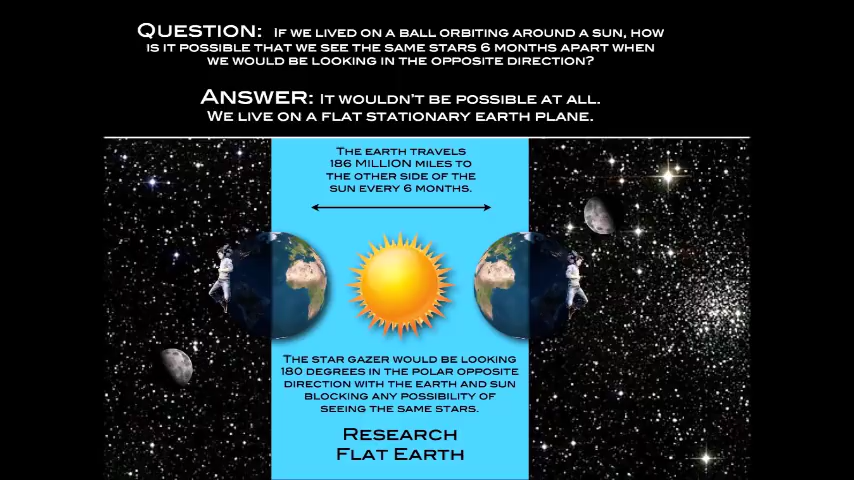 QUESTION: IF WE LIVED ON A BALL ORBITING AROUND A SUN, HOW
IS IT POSSIBLE THAT WE SEE THE SAME STARS 6 MONTHS APART WHEN
WE WOULD BE LOOKING IN THE OPPOSITE DIRECTION?
ANSWER: IT WOULDN'T BE POSSIBLE AT ALL.
WE LIVE ON A FLAT STATIONARY EARTH PLANE.
THE EARTH TRAVELS
186 MILLION MILES TO
THE OTHER SIDE OF THE
SUN EVERY 6 MONTHS.
THE STAR GAZER WOULD BE LOOKING
180 DEGREES IN THE POLAR OPPOSITE
DIRECTION WITH THE EARTH AND SUN
BLOCKING ANY POSSIBILITY OF
SEEING THE SAME STARS.
RESEARCH
FLAT EARTH